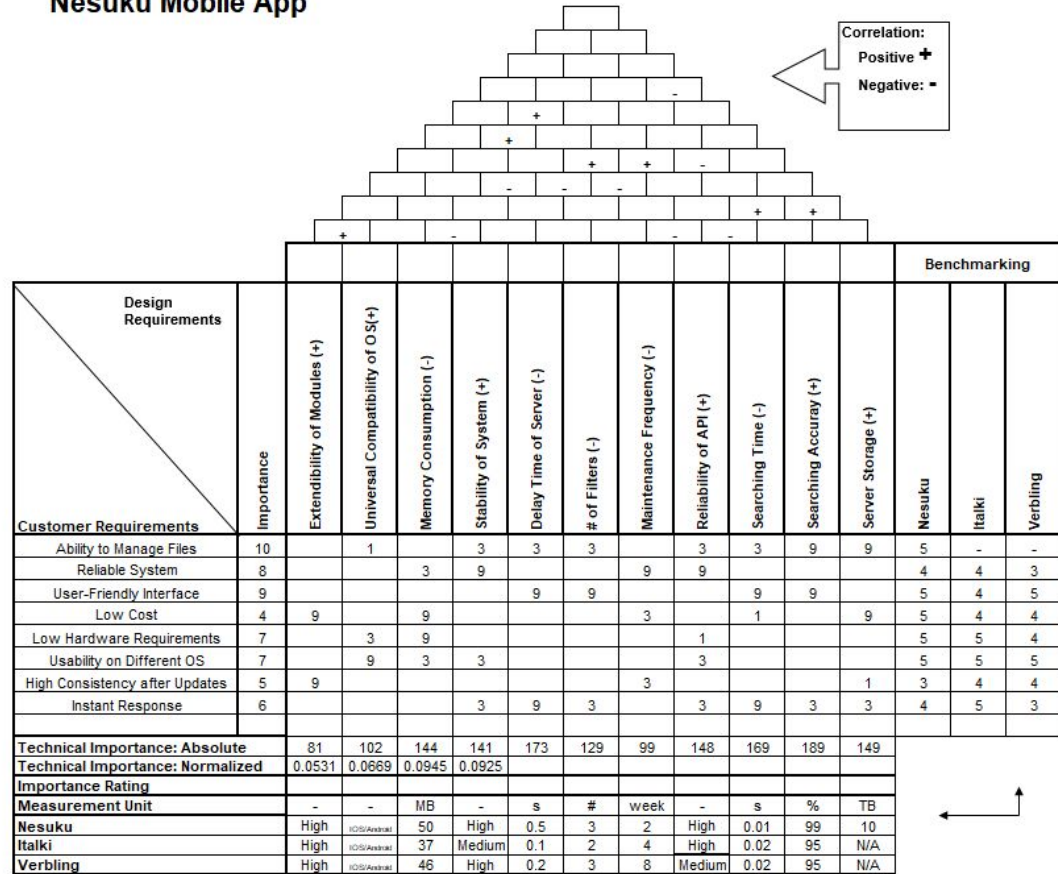 Nesuku Mobile App
Correlation:
Positive +
Negative: -
-
+
+
+ + -
- - -
+ +
+ - - -
Benchmarking
Design
Requirements
Customer Requirements
Importance
Extendibility of Modules (+)
Universal Compatibility of OS(+)
Memory Consumption (-)
Stability of System (+)
Delay Time of Server (-)
# of Filters (-)
Maintenance Frequency (-)
Reliability of API (+)
Searching Time (-)
Searching Accuray (+)
Server Storage (+)
Nesuku
Italki
Verbling
Ability to Manage Files 10 1 3 3 3 3 3 9 9 5 - -
Reliable System 8 3 9 9 9 4 4 3
User-Friendly Interface 9 9 9 9 9 5 4 5
Low Cost 4 9 9 3 1 9 5 4 4
Low Hardware Requirements 7 3 9 1 5 5 4
Usability on Different OS 7 9 3 3 3 5 5 5
High Consistency after Updates 5 9 3 1 3 4 4
Instant Response 6 3 9 3 3 9 3 3 4 5 3
Technical Importance: Absolute 81 102 144 141 173 129 99 148 169 189 149
Technical Importance: Normalized 0.0531 0.0669 0.0945 0.0925
Importance Rating
Measurement Unit - - MB - s # week - s % TB
Nesuku High IOS/Android 50 High 0.5 3 2 High 0.01 99 10
Italki High IOS/Android 37 Medium 0.1 2 4 High 0.02 95 N/A
Verbling High IOS/Android 46 High 0.2 3 8 Medium 0.02 95 N/A